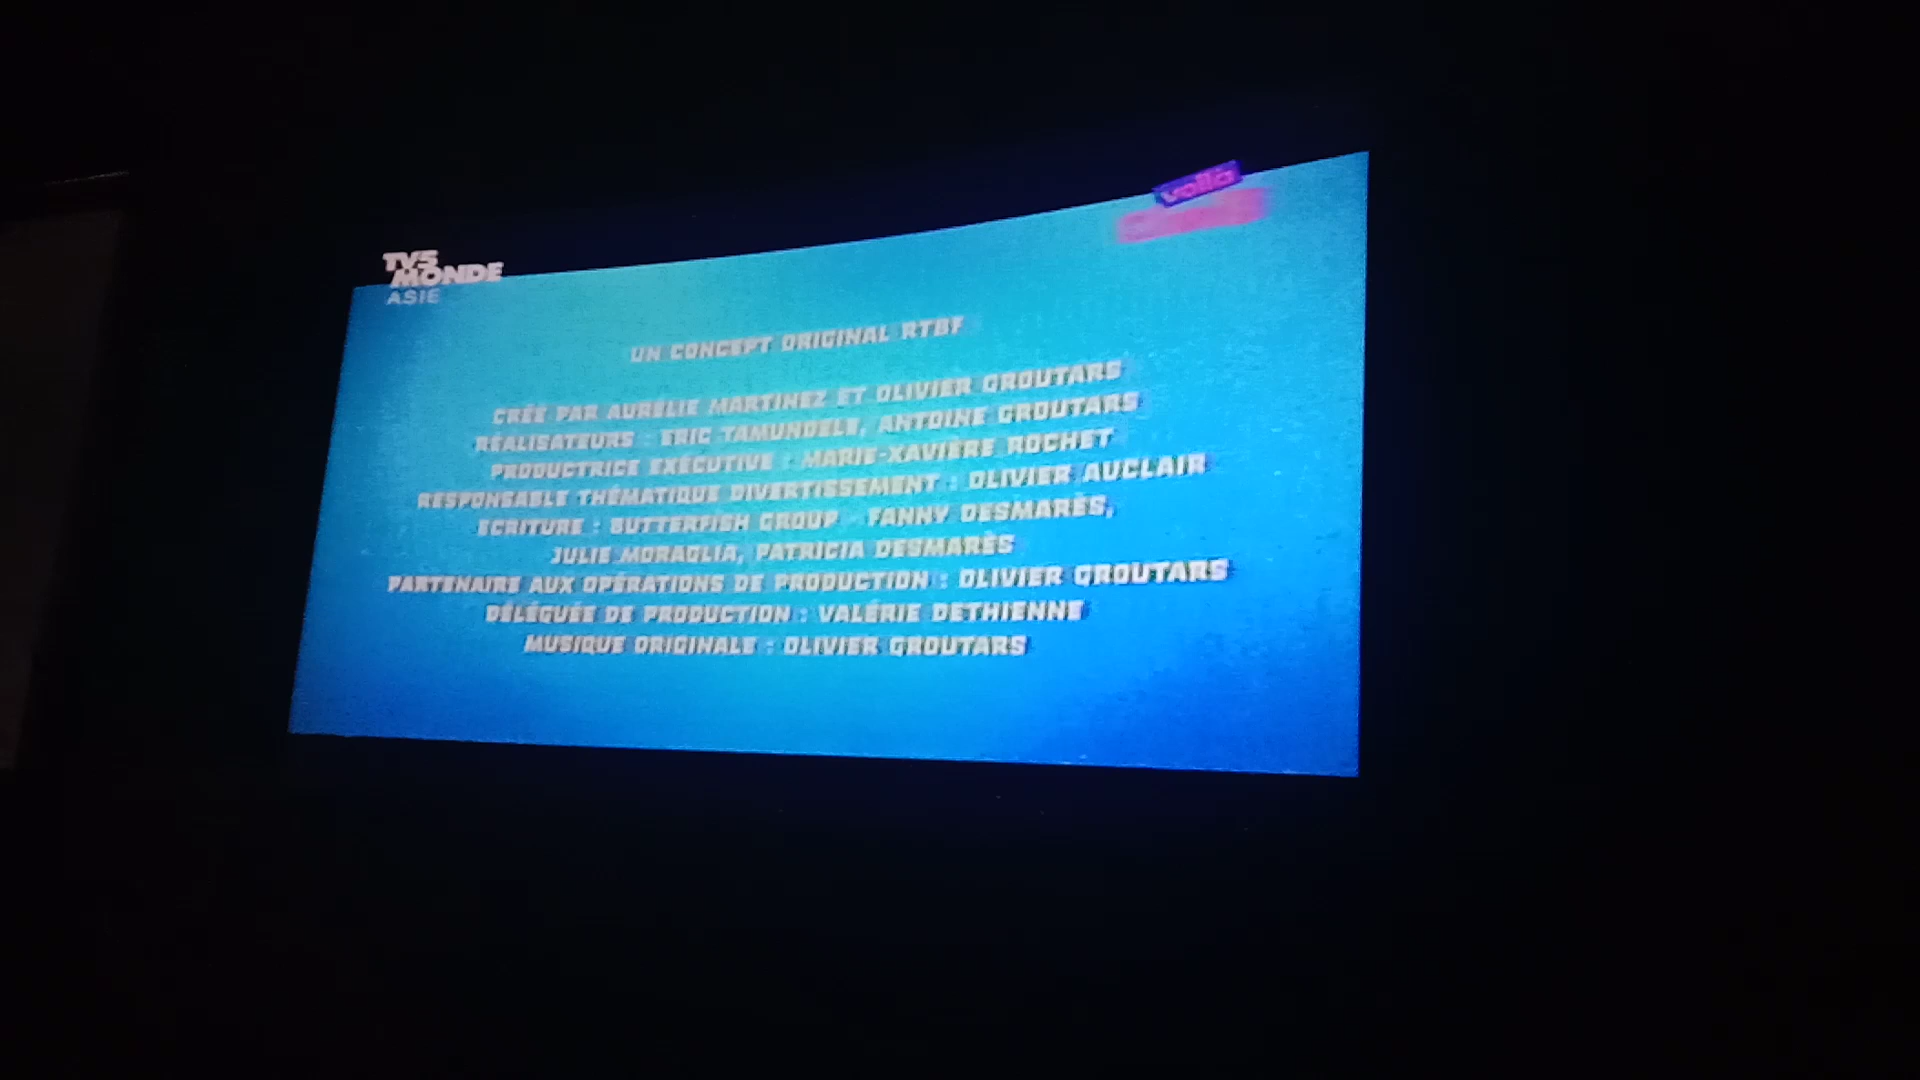 TV5
MONDE
ASIE
voilà
UN CONCEPT ORIGINAL RTBF
CRÉÉ PAR AURÉLIE MARTINEZ ET OLIVIER GROUTARS
RÉALISATEURS : ERIC TAMUNDELE, ANTOINE GROUTARS
PRODUCTRICE EXÉCUTIVE : MARIE-XAVIÈRE ROCHET
RESPONSABLE THÉMATIQUE DIVERTISSEMENT : OLIVIER AUCLAIR
ECRITURE : BUTTERFISH GROUP - FANNY DESMARÈS,
JULIE MORAGLIA, PATRICIA DESMARÈS
PARTENAIRE AUX OPÉRATIONS DE PRODUCTION : OLIVIER GROUTARS
DÉLÉGUÉE DE PRODUCTION : VALÉRIE DETHIENNE
MUSIQUE ORIGINALE : OLIVIER GROUTARS